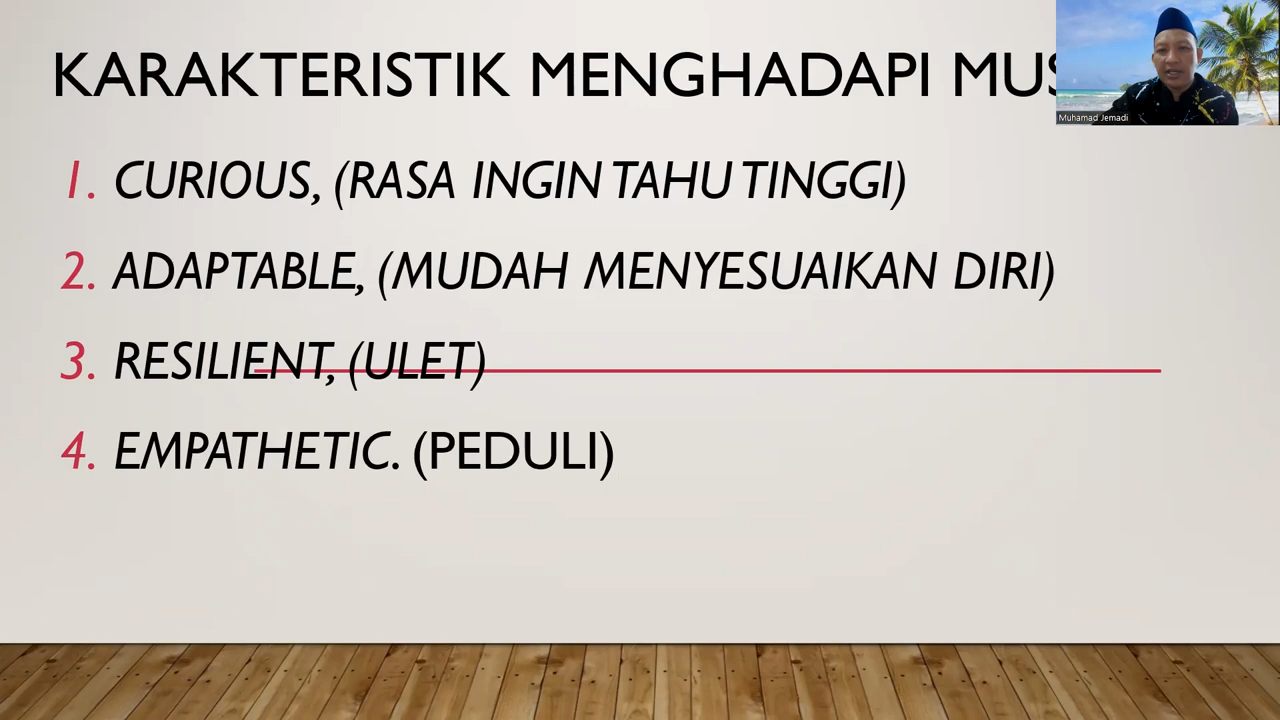 KARAKTERISTIK MENGHADAPI
1. CURIOUS, (RASA INGIN TAHU TINGGI)
2. ADAPTABLE, (MUDAH MENYESUAIKAN DIRI)
3. RESILIENT, (ULET)
4. EMPATHETIC. (PEDULI)
Muhamad Jemadi